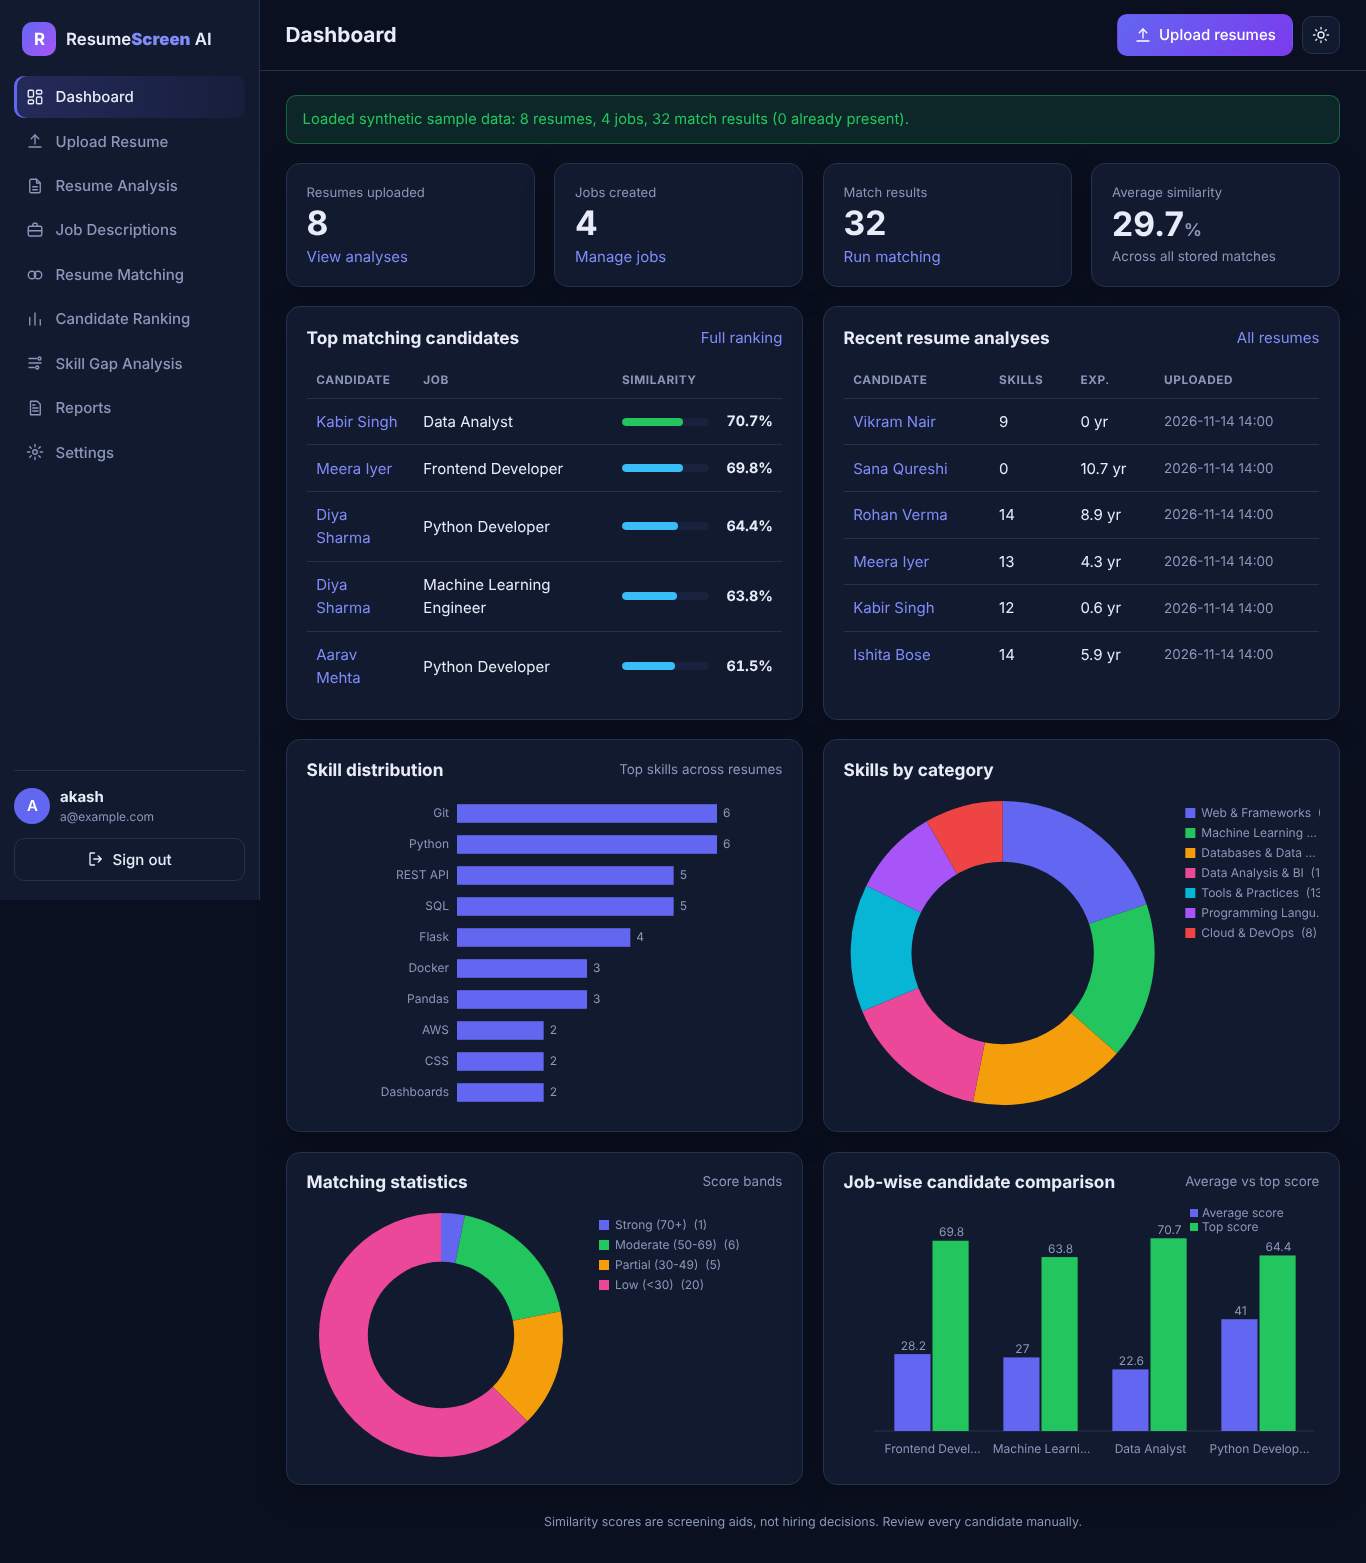 R ResumeScreen AI
Dashboard
Upload Resume
Resume Analysis
Job Descriptions
Resume Matching
Candidate Ranking
Skill Gap Analysis
Reports
Settings
A akash
a@example.com
Sign out
Dashboard
Upload resumes
Loaded synthetic sample data: 8 resumes, 4 jobs, 32 match results (0 already present).
Resumes uploaded
8
View analyses
Jobs created
4
Manage jobs
Match results
32
Run matching
Average similarity
29.7%
Across all stored matches
Top matching candidates Full ranking
CANDIDATE JOB SIMILARITY
Kabir Singh Data Analyst 70.7%
Meera Iyer Frontend Developer 69.8%
Diya
Sharma Python Developer 64.4%
Diya
Sharma Machine Learning
Engineer 63.8%
Aarav
Mehta Python Developer 61.5%
Recent resume analyses All resumes
CANDIDATE SKILLS EXP. UPLOADED
Vikram Nair 9 0 yr 2026-11-14 14:00
Sana Qureshi 0 10.7 yr 2026-11-14 14:00
Rohan Verma 14 8.9 yr 2026-11-14 14:00
Meera Iyer 13 4.3 yr 2026-11-14 14:00
Kabir Singh 12 0.6 yr 2026-11-14 14:00
Ishita Bose 14 5.9 yr 2026-11-14 14:00
Skill distribution Top skills across resumes
Git 6
Python 6
REST API 5
SQL 5
Flask 4
Docker 3
Pandas 3
AWS 2
CSS 2
Dashboards 2
Skills by category
Web & Frameworks (
Machine Learning ...
Databases & Data ...
Data Analysis & BI (1
Tools & Practices (13
Programming Langu.
Cloud & DevOps (8)
Matching statistics Score bands
Strong (70+) (1)
Moderate (50-69) (6)
Partial (30-49) (5)
Low (<30) (20)
Job-wise candidate comparison Average vs top score
Average score
Top score
28.2 69.8 27 63.8 22.6 70.7 41 64.4
Frontend Devel... Machine Learni... Data Analyst Python Develop...
Similarity scores are screening aids, not hiring decisions. Review every candidate manually.